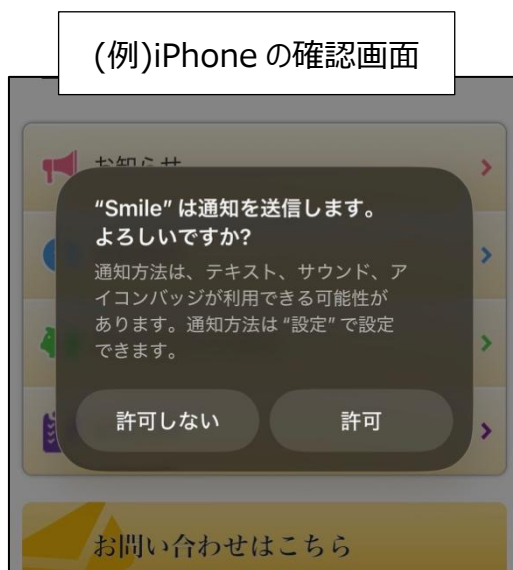 (例)iPhone の確認画面
お知らせ
“Smile” は通知を送信します。
よろしいですか?
通知方法は、テキスト、サウンド、ア
イコンバッジが利用できる可能性が
あります。通知方法は “設定” で設定
できます。
許可しない
許可
お問い合わせはこちら